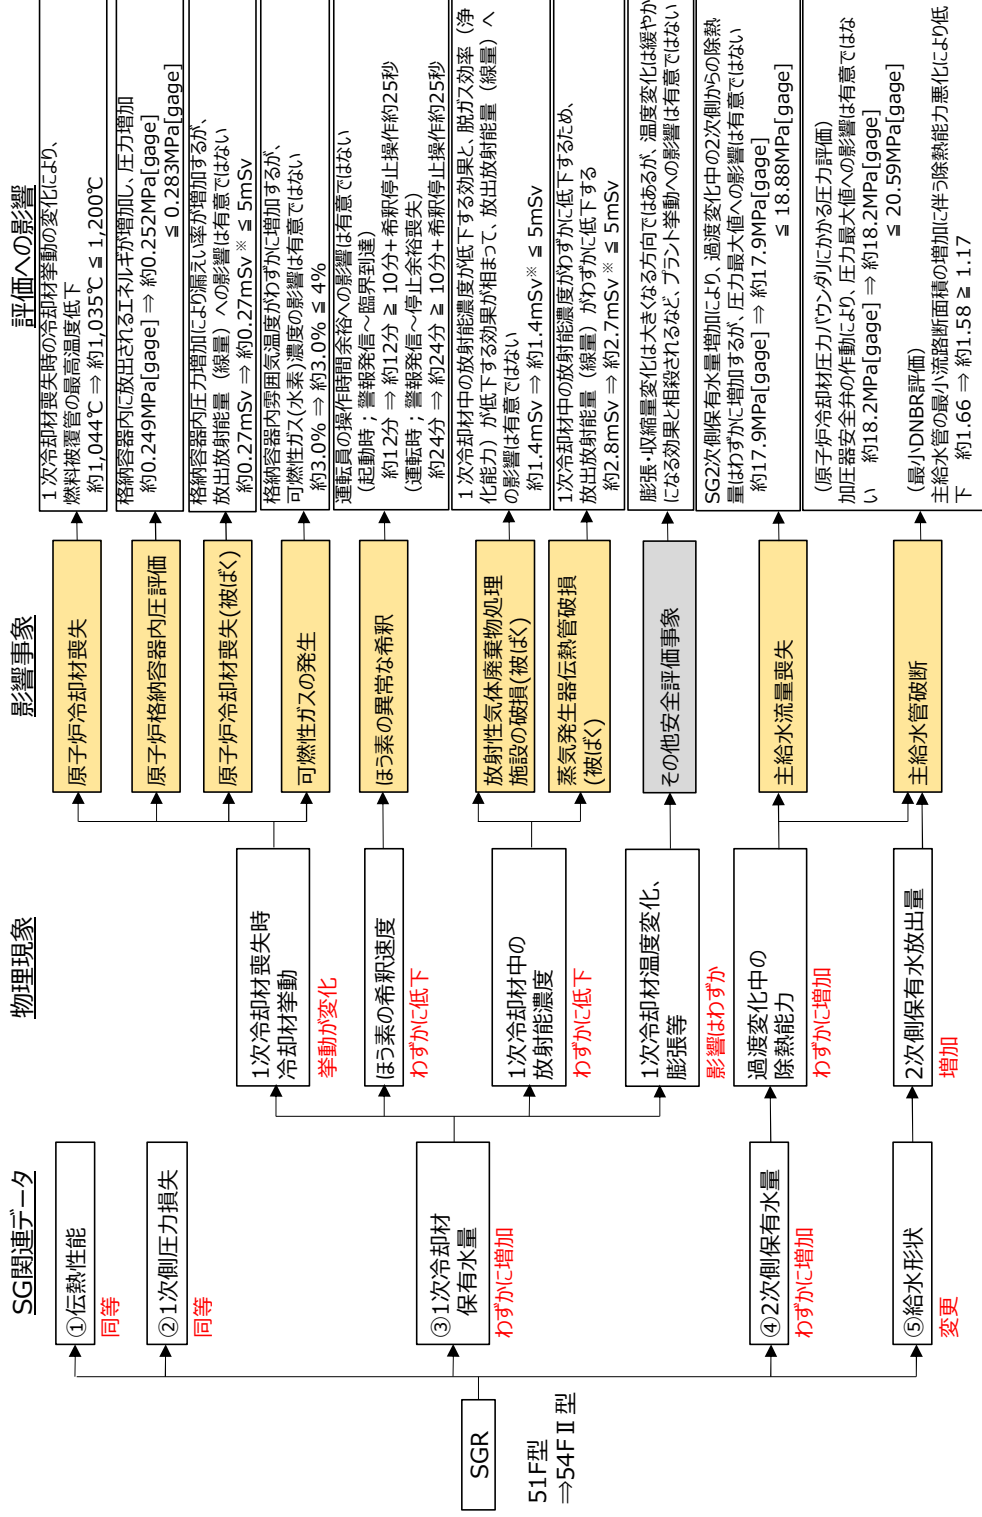 SG関連データ
物理現象
影響事象
評価への影響
SGR
51F型
⇒54FⅡ型
①伝熱性能
同等
②1次側圧力損失
同等
③1次冷却材
保有水量
わずかに増加
④2次側保有水量
わずかに増加
⑤給水形状
変更
1次冷却材喪失時
冷却材挙動
挙動が変化
ほう素の希釈速度
わずかに低下
1次冷却材中の
放射能濃度
わずかに低下
1次冷却材温度変化、
膨張等
影響はわずか
過渡変化中の
除熱能力
わずかに増加
2次側保有水放出量
増加
原子炉冷却材喪失
原子炉格納容器内圧評価
原子炉冷却材喪失(被ばく)
可燃性ガスの発生
ほう素の異常な希釈
放射性気体廃棄物処理
施設の破損(被ばく)
蒸気発生器伝熱管破損
(被ばく)
その他安全評価事象
主給水流量喪失
主給水管破断
1次冷却材喪失時の冷却材挙動の変化により、
燃料被覆管の最高温度低下
約1,044℃ ⇒ 約1,035℃ ≦ 1,200℃
格納容器内に放出されるエネルギが増加し、圧力増加
約0.249MPa[gage] ⇒ 約0.252MPa[gage]
≦ 0.283MPa[gage]
格納容器内圧力増加により漏えい率が増加するが、
放出放射能量（線量）への影響は有意ではない
約0.27mSv ⇒ 約0.27mSv※ ≦ 5mSv
格納容器内雰囲気温度がわずかに増加するが、
可燃性ガス(水素)濃度の影響は有意ではない
約3.0% ⇒ 約3.0% ≦ 4%
運転員の操作時間余裕への影響は有意ではない
（起動時；警報発信～臨界到達）
約12分 ⇒ 約12分 ≧ 10分+希釈停止操作約25秒
（運転時；警報発信～停止余裕喪失）
約24分 ⇒ 約24分 ≧ 10分+希釈停止操作約25秒
1次冷却材中の放射能濃度が低下する効果と、脱ガス効率（浄
化能力）が低下する効果が相まって、放出放射能量（線量）へ
の影響は有意ではない
約1.4mSv ⇒ 約1.4mSv※ ≦ 5mSv
1次冷却材中の放射能濃度がわずかに低下するため、
放出放射能量（線量）がわずかに低下する
約2.8mSv ⇒ 約2.7mSv※ ≦ 5mSv
膨張・収縮量変化は大きくなる方向ではあるが、温度変化は緩やか
になる効果と相殺されるなど、プラント挙動への影響は有意ではない
SG2次側保有水量増加により、過渡変化中の2次側からの除熱
量はわずかに増加するが、圧力最大値への影響は有意ではない
約17.9MPa[gage] ⇒ 約17.9MPa[gage]
≦ 18.88MPa[gage]
（原子炉冷却材圧力バウンダリにかかる圧力評価）
加圧器安全弁の作動により、圧力最大値への影響は有意ではな
い
約18.2MPa[gage] ⇒ 約18.2MPa[gage]
≦ 20.59MPa[gage]
（最小DNBR評価）
主給水管の最小流路断面積の増加に伴う除熱能力悪化により低
下
約1.66 ⇒ 約1.58 ≧ 1.17